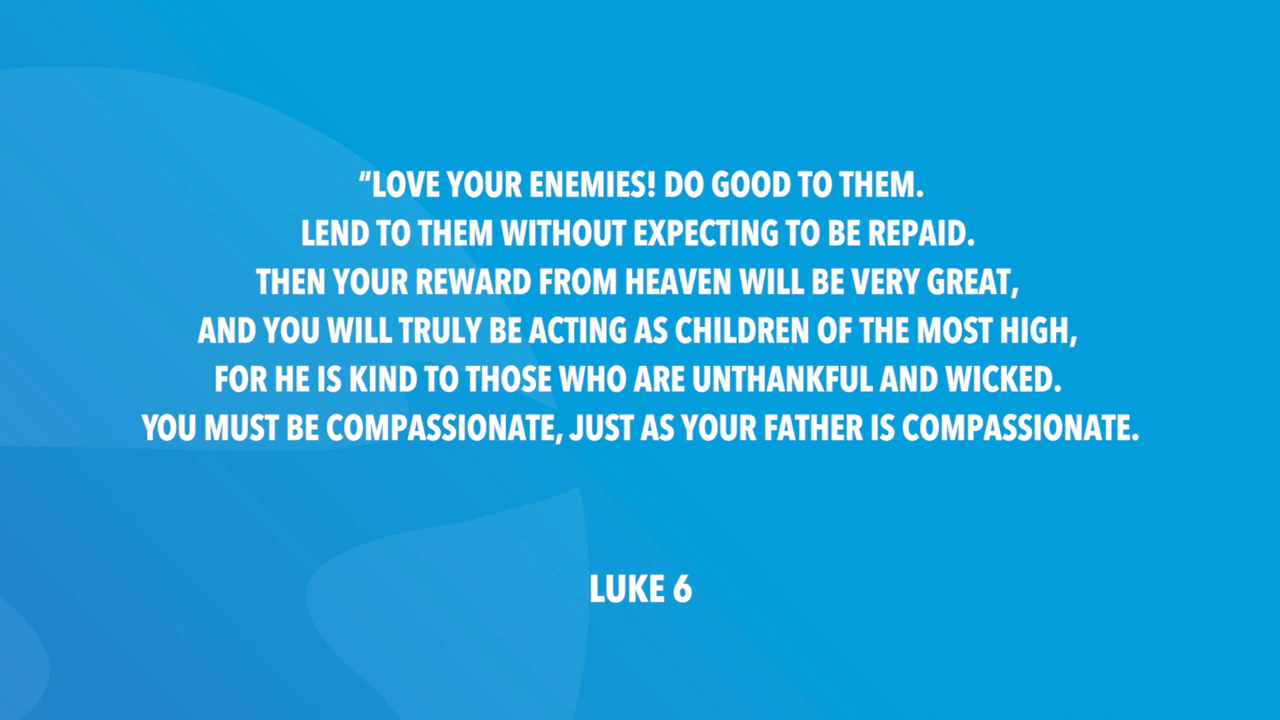 “LOVE YOUR ENEMIES! DO GOOD TO THEM.
LEND TO THEM WITHOUT EXPECTING TO BE REPAID.
THEN YOUR REWARD FROM HEAVEN WILL BE VERY GREAT,
AND YOU WILL TRULY BE ACTING AS CHILDREN OF THE MOST HIGH,
FOR HE IS KIND TO THOSE WHO ARE UNTHANKFUL AND WICKED.
YOU MUST BE COMPASSIONATE, JUST AS YOUR FATHER IS COMPASSIONATE.
LUKE 6